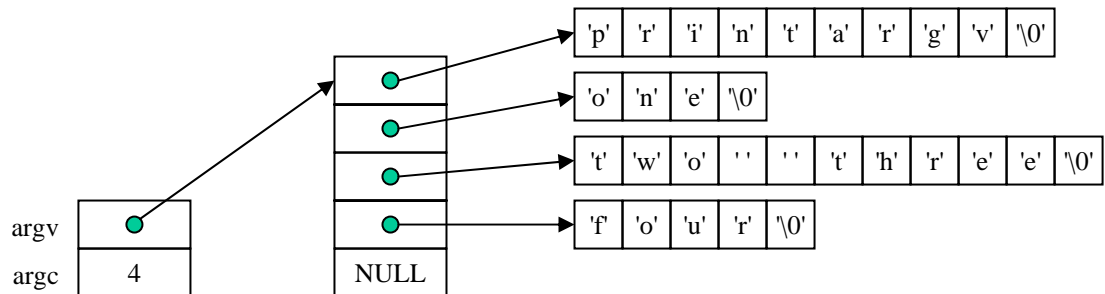 'p' 'r' 'i' 'n' 't' 'a' 'r' 'g' 'v' '\0'
'o' 'n' 'e' '\0'
't' 'w' 'o' ' ' ' ' 't' 'h' 'r' 'e' 'e' '\0'
argv 'f' 'o' 'u' 'r' '\0'
argc 4 NULL